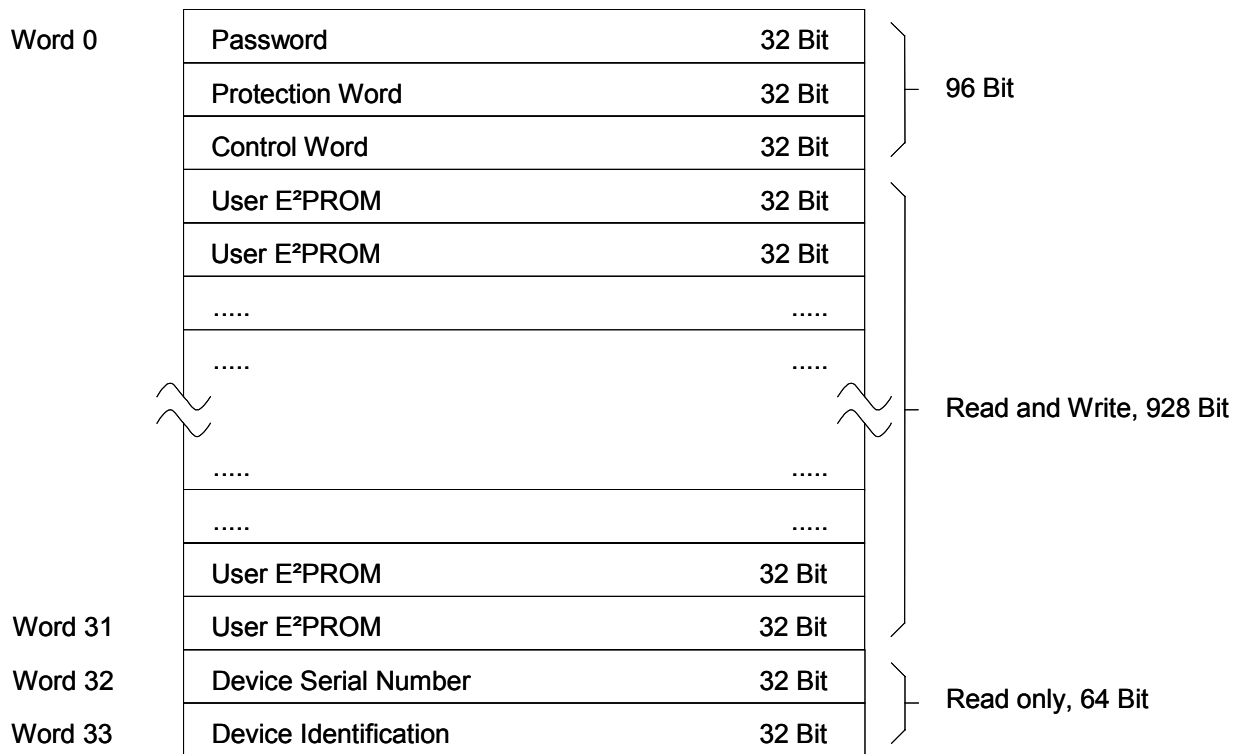 Word 0 Password 32 Bit
Protection Word 32 Bit 96 Bit
Control Word 32 Bit
User E²PROM 32 Bit
User E²PROM 32 Bit
..... .....
..... .....
Read and Write, 928 Bit
..... .....
..... .....
User E²PROM 32 Bit
Word 31 User E²PROM 32 Bit
Word 32 Device Serial Number 32 Bit
Read only, 64 Bit
Word 33 Device Identification 32 Bit